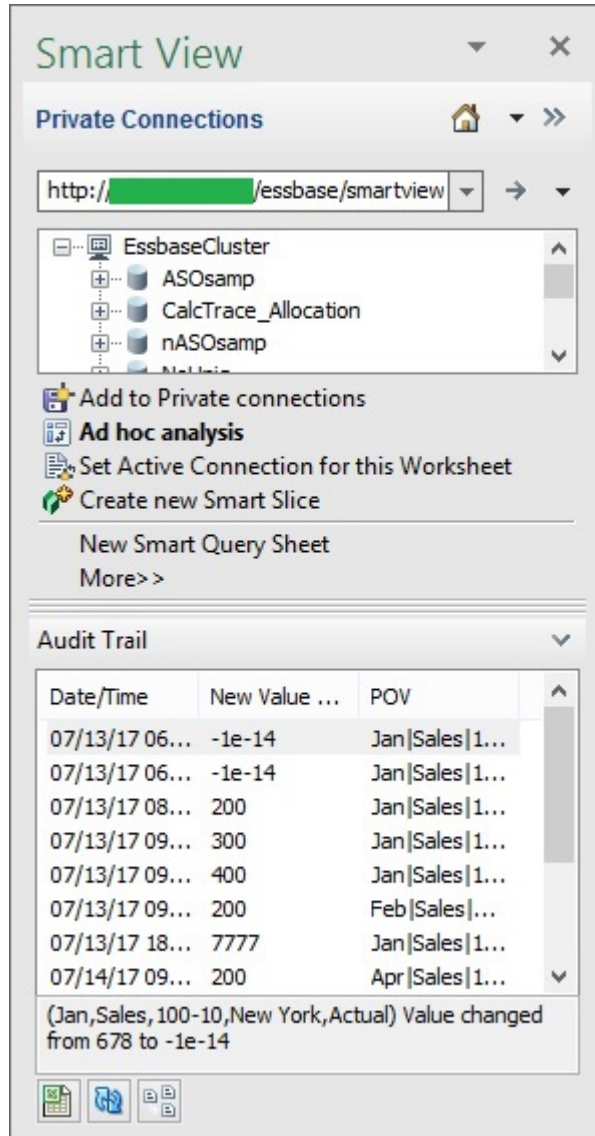 Smart View
Private Connections
http:// /essbase/smartview
EssbaseCluster
ASOsamp
CalcTrace_Allocation
nASOsamp
Add to Private connections
Ad hoc analysis
Set Active Connection for this Worksheet
Create new Smart Slice
New Smart Query Sheet
More>>
Audit Trail
Date/Time New Value ... POV
07/13/17 06... -1e-14 Jan|Sales|1...
07/13/17 06... -1e-14 Jan|Sales|1...
07/13/17 08... 200 Jan|Sales|1...
07/13/17 09... 300 Jan|Sales|1...
07/13/17 09... 400 Jan|Sales|1...
07/13/17 09... 200 Feb|Sales|...
07/13/17 18... 7777 Jan|Sales|1...
07/14/17 09... 200 Apr|Sales|1...
(Jan,Sales,100-10,New York,Actual) Value changed
from 678 to -1e-14